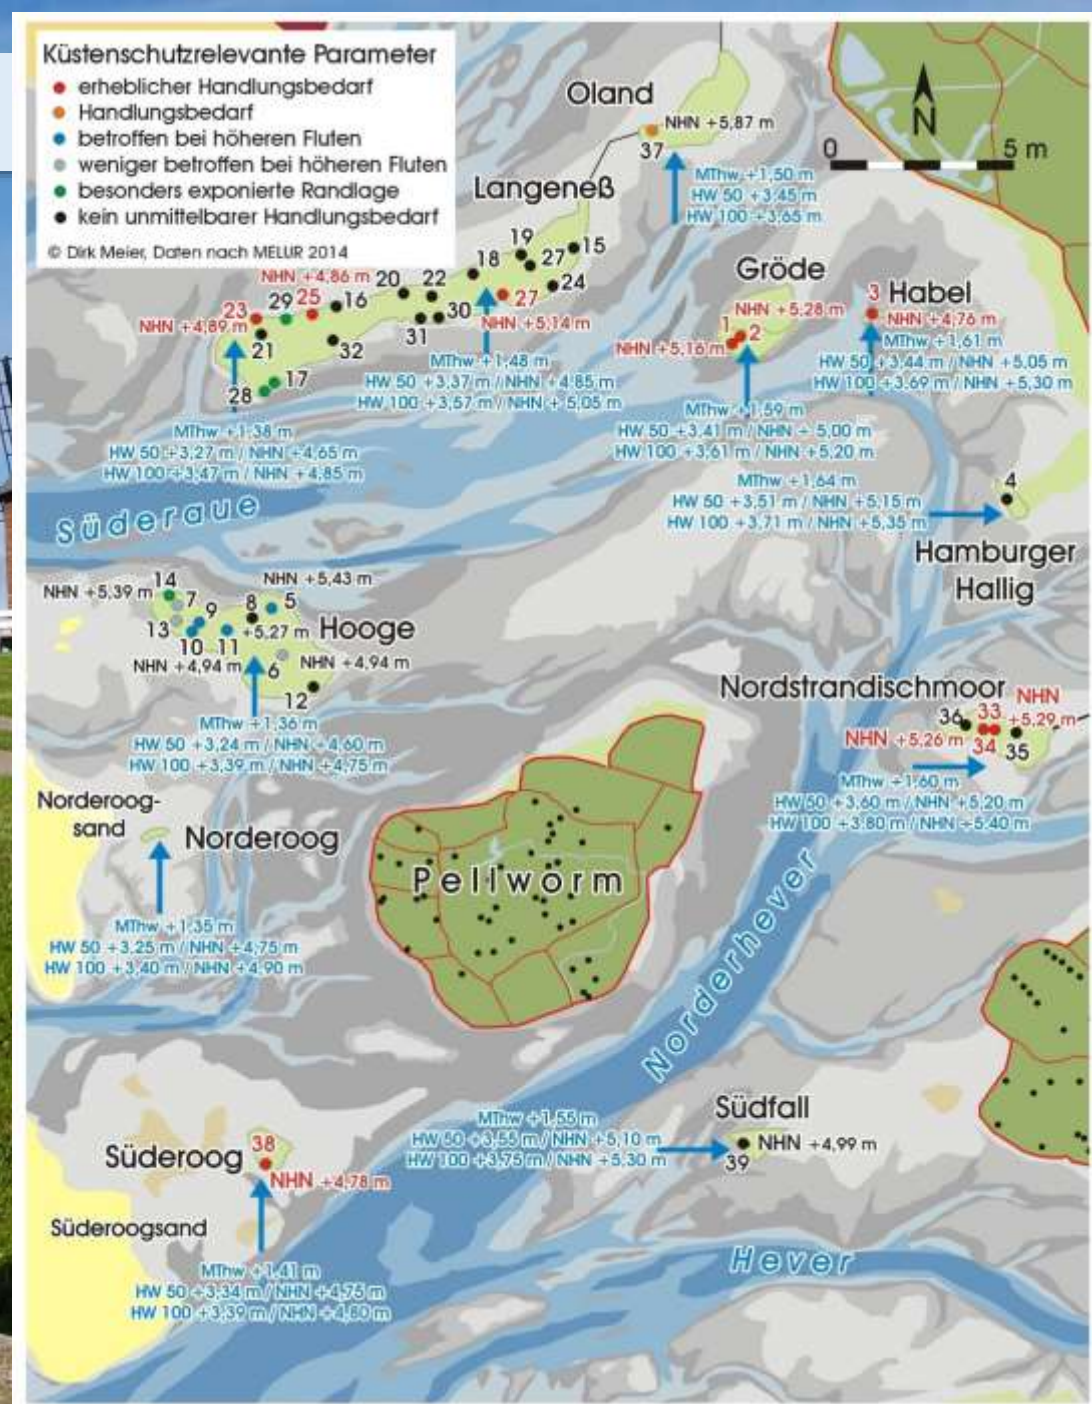 Küstenschutzrelevante Parameter
erheblicher Handlungsbedarf
Handlungsbedarf
betroffen bei höheren Fluten
weniger betroffen bei höheren Fluten
besonders exponierte Randlage
kein unmittelbarer Handlungsbedarf
© Dirk Meier, Daten nach MELUR 2014
N
0 5 m
Oland
NHN +5,87 m
37
MThw +1,50 m
HW 50 +3,45 m
HW 100 +3,65 m
Langeneß
19
15
18
27
24
NHN +4,86 m
20
22
23
29
25
16
30
27
NHN +4,89 m
31
NHN +5,14 m
21
32
28
17
MThw +1,48 m
HW 50 +3,37 m / NHN +4,85 m
HW 100 +3,57 m / NHN + 5,05 m
MThw +1,38 m
HW 50 +3,27 m / NHN +4,65 m
HW 100 +3,47 m / NHN +4,85 m
Gröde
NHN +5,28 m
1
2
NHN +5,16 m
MThw +1,59 m
HW 50 +3,41 m / NHN + 5,00 m
HW 100 +3,61 m / NHN +5,20 m
3
Habel
NHN +4,76 m
MThw +1,61 m
HW 50 +3,44 m / NHN +5,05 m
HW 100 +3,69 m / NHN +5,30 m
MThw +1,64 m
HW 50 +3,51 m / NHN +5,15 m
HW 100 +3,71 m / NHN +5,35 m
4
Hamburger
Hallig
Süderaue
14
NHN +5,43 m
NHN +5,39 m
7
9
8
5
13
10
11
+5,27 m
Hooge
NHN +4,94 m
6
NHN +4,94 m
12
MThw +1,36 m
HW 50 +3,24 m / NHN +4,60 m
HW 100 +3,39 m / NHN +4,75 m
Nordstrandischmoor
36
33
NHN
+5,29 m
NHN +5,26 m
34
35
MThw +1,60 m
HW 50 +3,60 m / NHN +5,20 m
HW 100 +3,80 m / NHN +5,40 m
Norderoog-
sand
Norderoog
MThw +1,35 m
HW 50 +3,25 m / NHN +4,75 m
HW 100 +3,40 m / NHN +4,90 m
Pellworm
Norderhever
Südfall
MThw +1,55 m
HW 50 +3,55 m / NHN +5,10 m
HW 100 +3,75 m / NHN +5,30 m
NHN +4,99 m
39
38
Süderoog
NHN +4,78 m
Süderoogsand
MThw +1,41 m
HW 50 +3,34 m / NHN +4,75 m
HW 100 +3,39 m / NHN +4,80 m
Hever